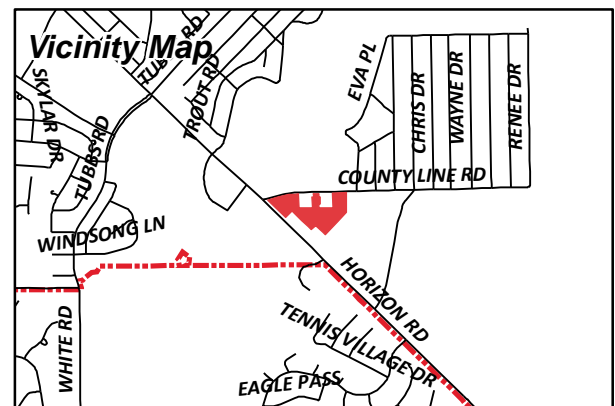 Vicinity Map
TUBBS RD
TROUT RD
EVA PL
CHRIS DR
WAYNE DR
RENEE DR
SKYLAR DR
TUBBS RD
COUNTY LINE RD
WINDSONG LN
HORIZON RD
WHITE RD
TENNIS VILLAGE DR
EAGLE PASS